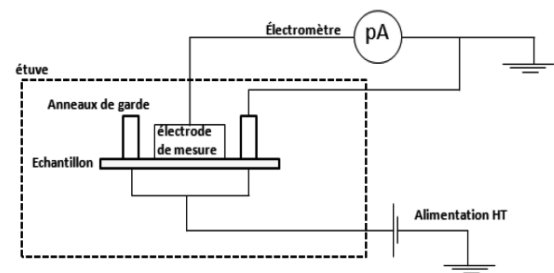 Électromètre
pA
étuve
Anneaux de garde
électrode
de mesure
Echantillon
Alimentation HT